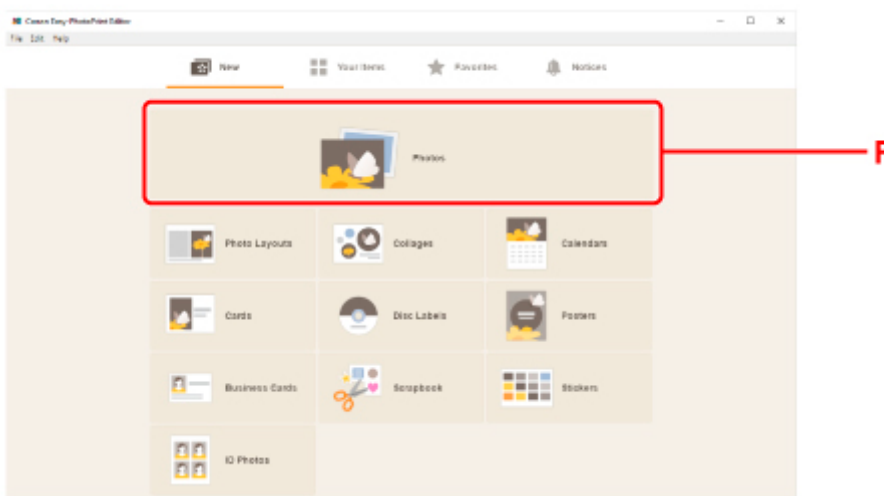 Canon Easy-PhotoPrint Editor
File Edit Help
New Your Items Favorites Notices
Photos
Photo Layouts Collages Calendars
Cards Disc Labels Posters
Business Cards Scrapbook Stickers
ID Photos